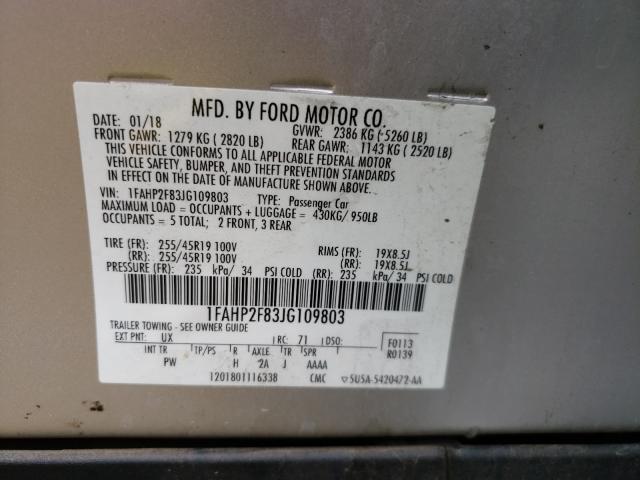 MFD. BY FORD MOTOR CO.
DATE: 01/18 GVWR: 2386 KG (5260 LB)
FRONT GAWR: 1279 KG (2820 LB) REAR GAWR: 1143 KG (2520 LB)
THIS VEHICLE CONFORMS TO ALL APPLICABLE FEDERAL MOTOR
VEHICLE SAFETY, BUMPER, AND THEFT PREVENTION STANDARDS
IN EFFECT ON THE DATE OF MANUFACTURE SHOWN ABOVE.
VIN: 1FAHP2F83JG109803 TYPE: Passenger Car
MAXIMUM LOAD = OCCUPANTS + LUGGAGE = 430KG/ 950LB
OCCUPANTS = 5 TOTAL; 2 FRONT, 3 REAR
TIRE (FR): 255/45R19 100V RIMS (FR): 19X8.5J
(RR): 255/45R19 100V (RR): 19X8.5J
PRESSURE (FR): 235 kPa/ 34 PSI COLD (RR): 235 kPa/ 34 PSI COLD
1FAHP2F83JG109803
TRAILER TOWING - SEE OWNER GUIDE
EXT PNT: UX RC: 71 DSO: F0113
R0139
INT TR TP/PS R AXLE TR SPR
PW H 2A J AAAA
1201801116338 CMC 5U5A-5420472-AA